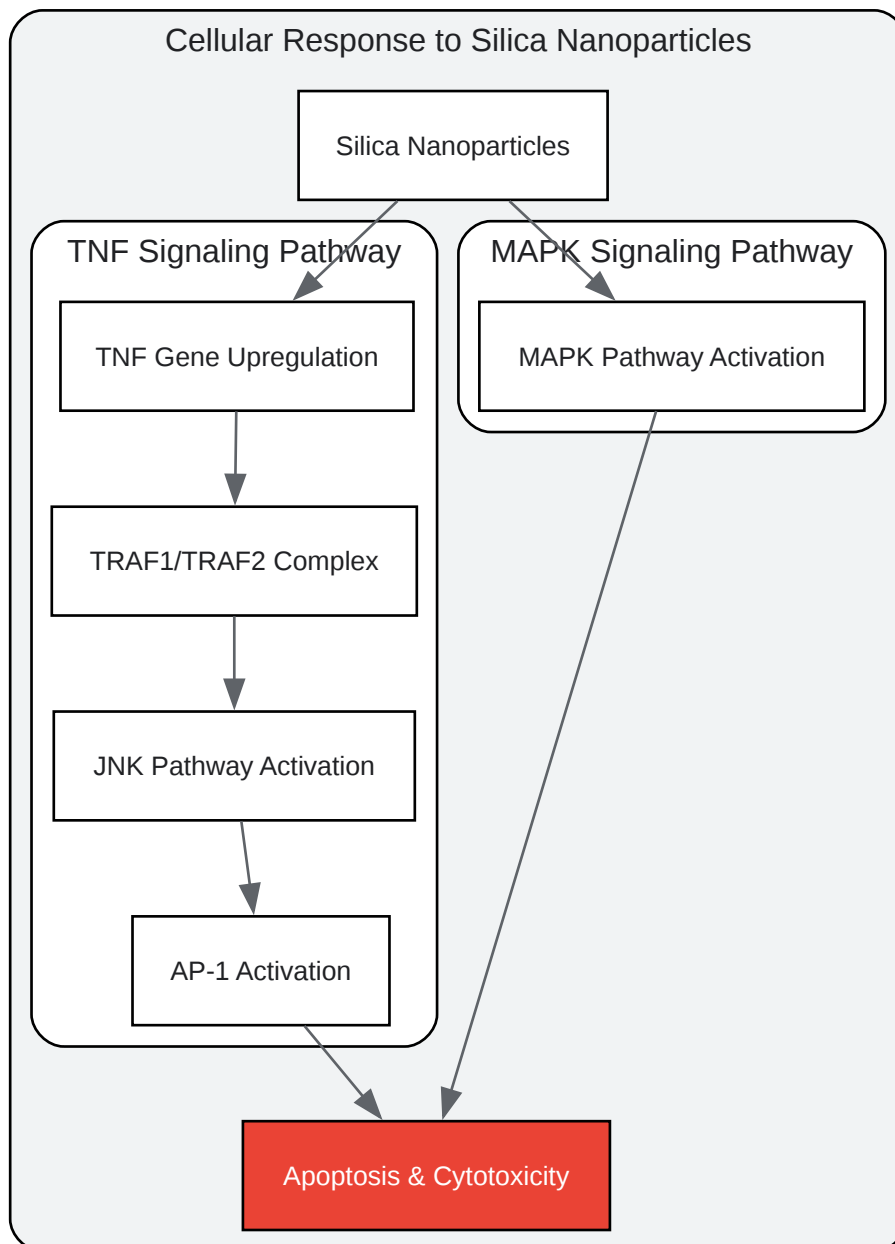 Cellular Response to Silica Nanoparticles
Silica Nanoparticles
TNF Signaling Pathway
MAPK Signaling Pathway
TNF Gene Upregulation
MAPK Pathway Activation
TRAF1/TRAF2 Complex
JNK Pathway Activation
AP-1 Activation
Apoptosis & Cytotoxicity